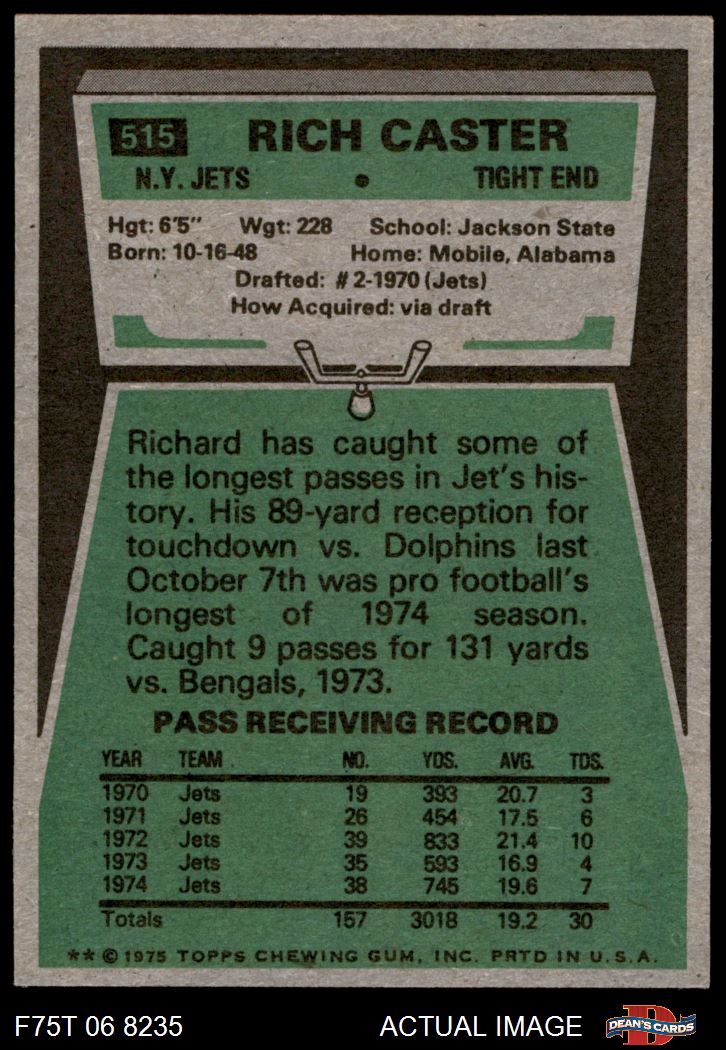 515 RICH CASTER
N.Y. JETS • TIGHT END
Hgt: 6'5" Wgt: 228 School: Jackson State
Born: 10-16-48 Home: Mobile, Alabama
Drafted: #2-1970 (Jets)
How Acquired: via draft
Richard has caught some of
the longest passes in Jet's his-
tory. His 89-yard reception for
touchdown vs. Dolphins last
October 7th was pro football's
longest of 1974 season.
Caught 9 passes for 131 yards
vs. Bengals, 1973.
PASS RECEIVING RECORD
YEAR TEAM NO. YDS. AVG. TDS.
1970 Jets 19 393 20.7 3
1971 Jets 26 454 17.5 6
1972 Jets 39 833 21.4 10
1973 Jets 35 593 16.9 4
1974 Jets 38 745 19.6 7
Totals 157 3018 19.2 30
** © 1975 TOPPS CHEWING GUM, INC. PRTD IN U.S.A.
F75T 06 8235 ACTUAL IMAGE D DEAN'S CARDS